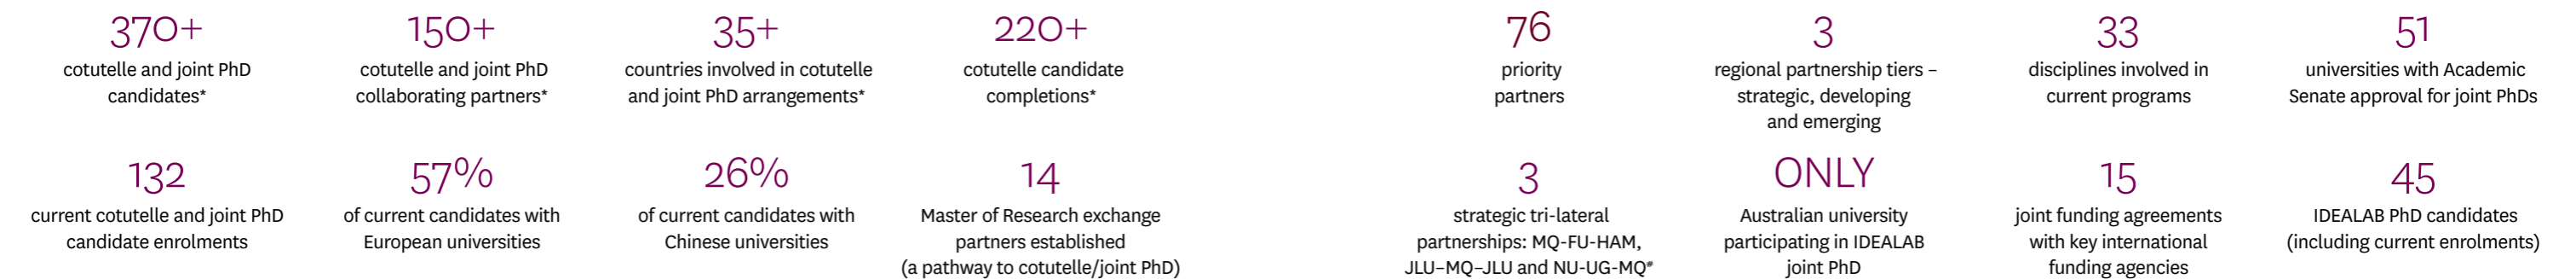 370+
cotutelle and joint PhD
candidates*
150+
cotutelle and joint PhD
collaborating partners*
35+
countries involved in cotutelle
and joint PhD arrangements*
220+
cotutelle candidate
completions*
76
priority
partners
3
regional partnership tiers –
strategic, developing
and emerging
33
disciplines involved in
current programs
51
universities with Academic
Senate approval for joint PhDs
132
current cotutelle and joint PhD
candidate enrolments
57%
of current candidates with
European universities
26%
of current candidates with
Chinese universities
14
Master of Research exchange
partners established
(a pathway to cotutelle/joint PhD)
3
strategic tri-lateral
partnerships: MQ-FU-HAM,
JLU–MQ–JLU and NU-UG-MQ#
ONLY
Australian university
participating in IDEALAB
joint PhD
15
joint funding agreements
with key international
funding agencies
45
IDEALAB PhD candidates
(including current enrolments)